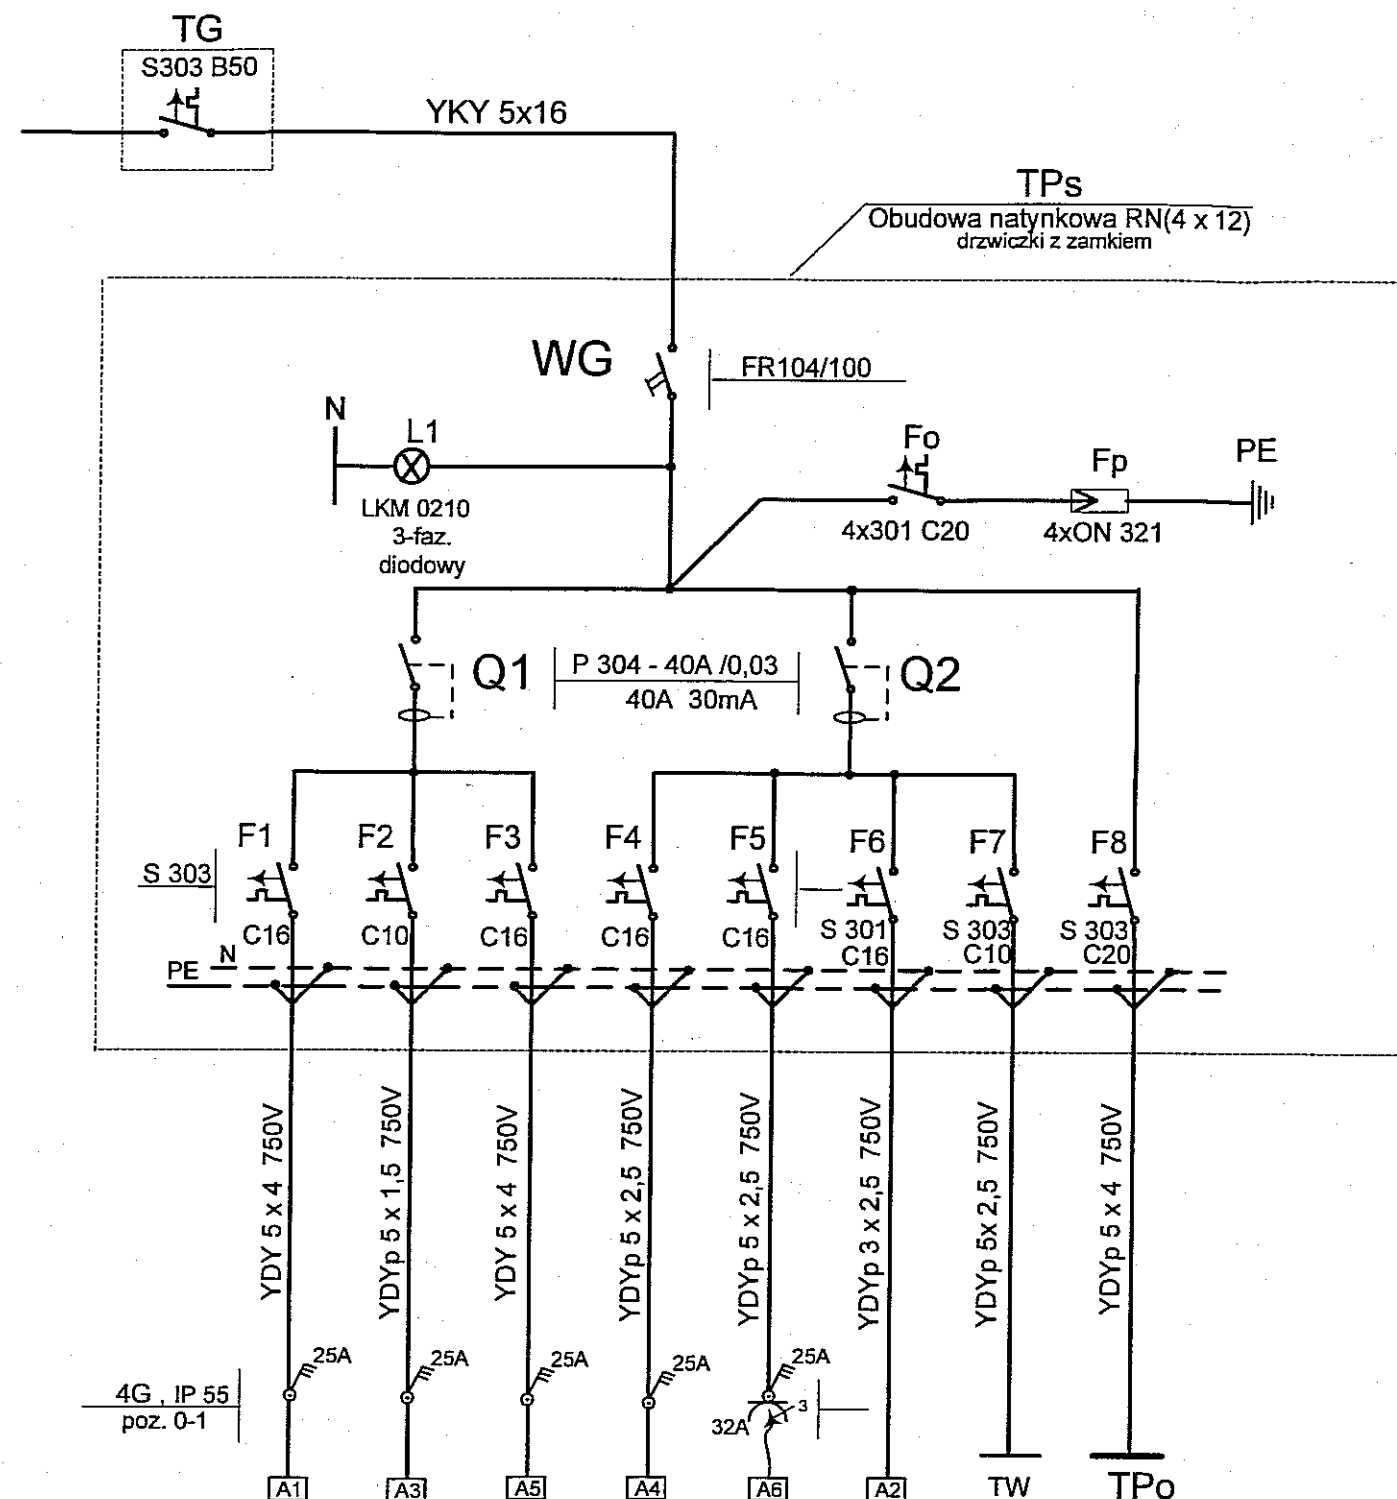 TG
S303 B50
YKY 5x16
TPs
Obudowa natynkowa RN(4 x 12)
drzwiczki z zamkiem
WG
FR104/100
N
L1
LKM 0210
3-faz.
diodowy
Fo
4x301 C20
Fp
4xON 321
PE
Q1
P 304 - 40A /0,03
40A 30mA
Q2
F1
F2
F3
F4
F5
F6
F7
F8
S 303
C16
C10
C16
C16
C16
S 301
C16
S 303
C10
S 303
C20
N
PE
YDY 5 x 4 750V
YDYp 5 x 1,5 750V
YDY 5 x 4 750V
YDYp 5 x 2,5 750V
YDYp 5 x 2,5 750V
YDYp 3 x 2,5 750V
YDYp 5x 2,5 750V
YDYp 5 x 4 750V
25A
25A
25A
25A
25A
4G , IP 55
poz. 0-1
32A
3
A1
A3
A5
A4
A6
A2
TW
TPo